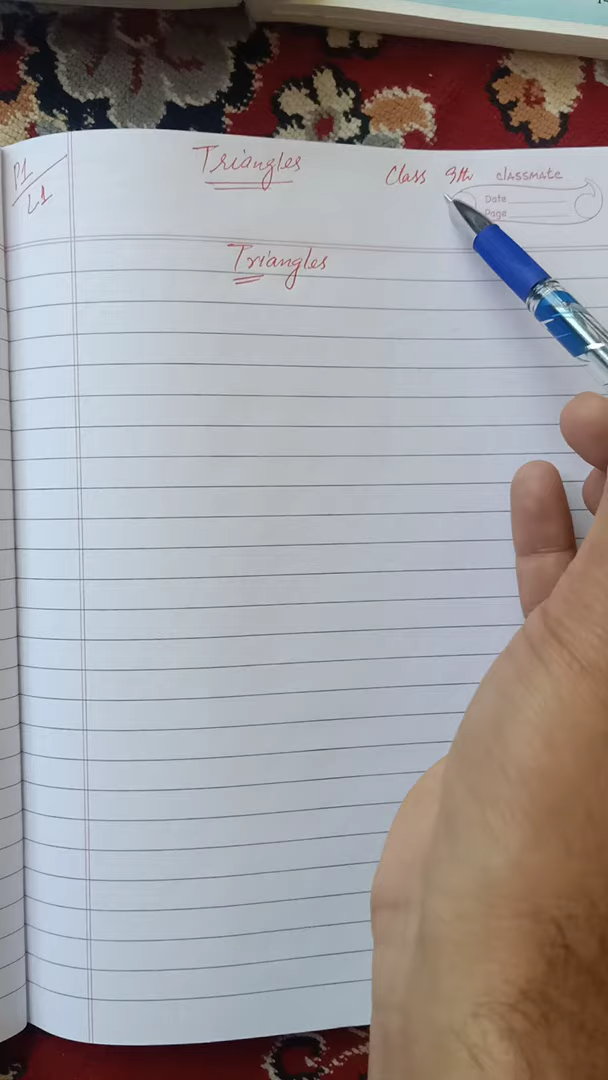 P1
L1
Triangles
Class 9th
classmate
Date
Page
Triangles